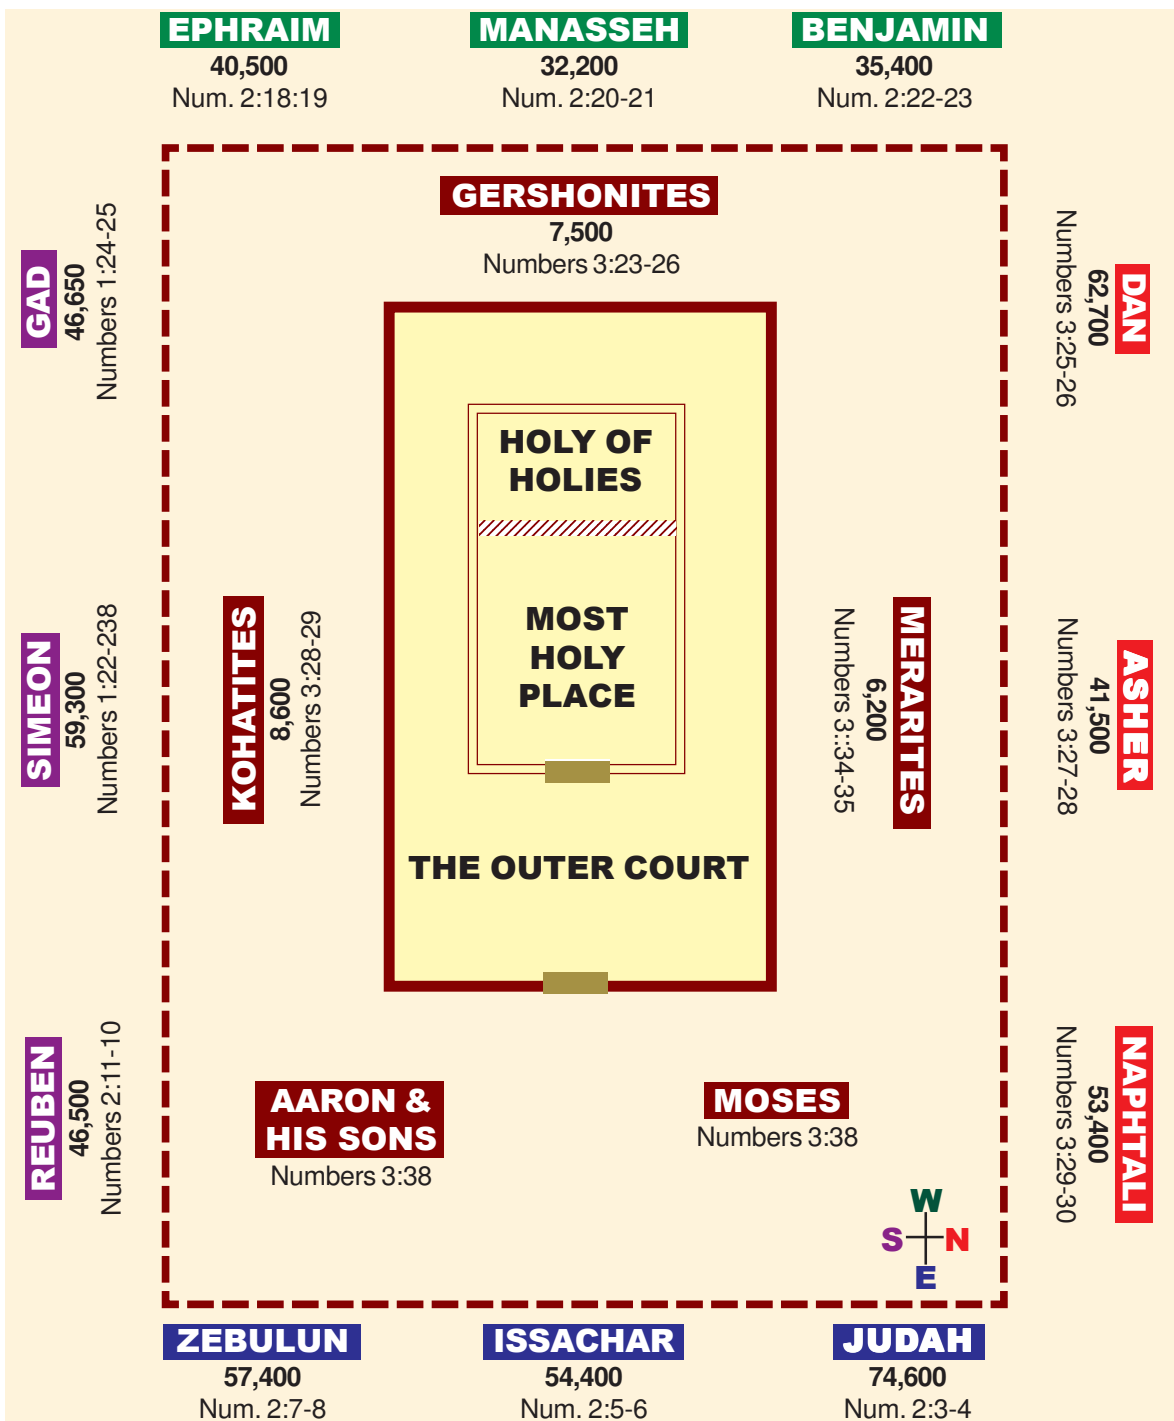 EPHRAIM
40,500
Num. 2:18:19
MANASSEH
32,200
Num. 2:20-21
BENJAMIN
35,400
Num. 2:22-23
GERSHONITES
7,500
Numbers 3:23-26
GAD
46,650
Numbers 1:24-25
DAN
62,700
Numbers 3:25-26
HOLY OF
HOLIES
SIMEON
59,300
Numbers 1:22-238
KOHATITES
8,600
Numbers 3:28-29
MOST
HOLY
PLACE
MERARITES
6,200
Numbers 3::34-35
ASHER
41,500
Numbers 3:27-28
THE OUTER COURT
REUBEN
46,500
Numbers 2:11-10
AARON &
HIS SONS
Numbers 3:38
MOSES
Numbers 3:38
NAPHTALI
53,400
Numbers 3:29-30
W
S N
E
ZEBULUN
57,400
Num. 2:7-8
ISSACHAR
54,400
Num. 2:5-6
JUDAH
74,600
Num. 2:3-4